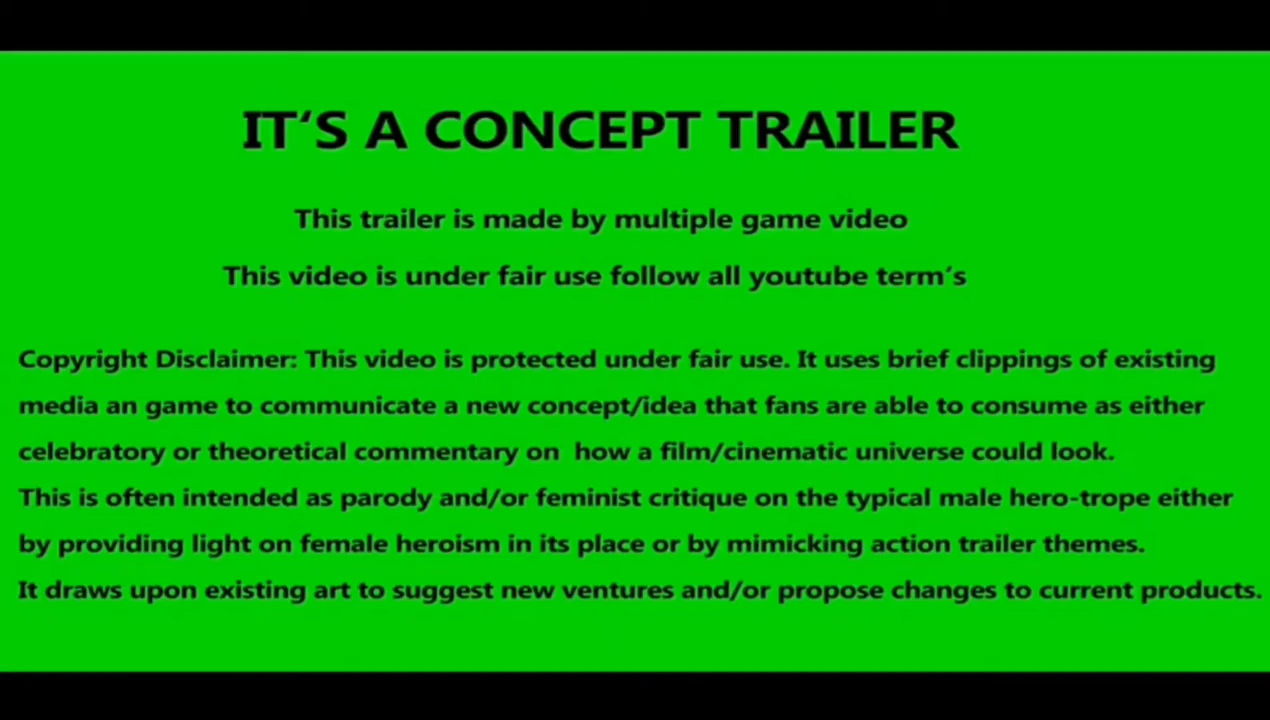 IT‘S A CONCEPT TRAILER
This trailer is made by multiple game video
This video is under fair use follow all youtube term‘s
Copyright Disclaimer: This video is protected under fair use. It uses brief clippings of existing
media an game to communicate a new concept/idea that fans are able to consume as either
celebratory or theoretical commentary on how a film/cinematic universe could look.
This is often intended as parody and/or feminist critique on the typical male hero-trope either
by providing light on female heroism in its place or by mimicking action trailer themes.
It draws upon existing art to suggest new ventures and/or propose changes to current products.